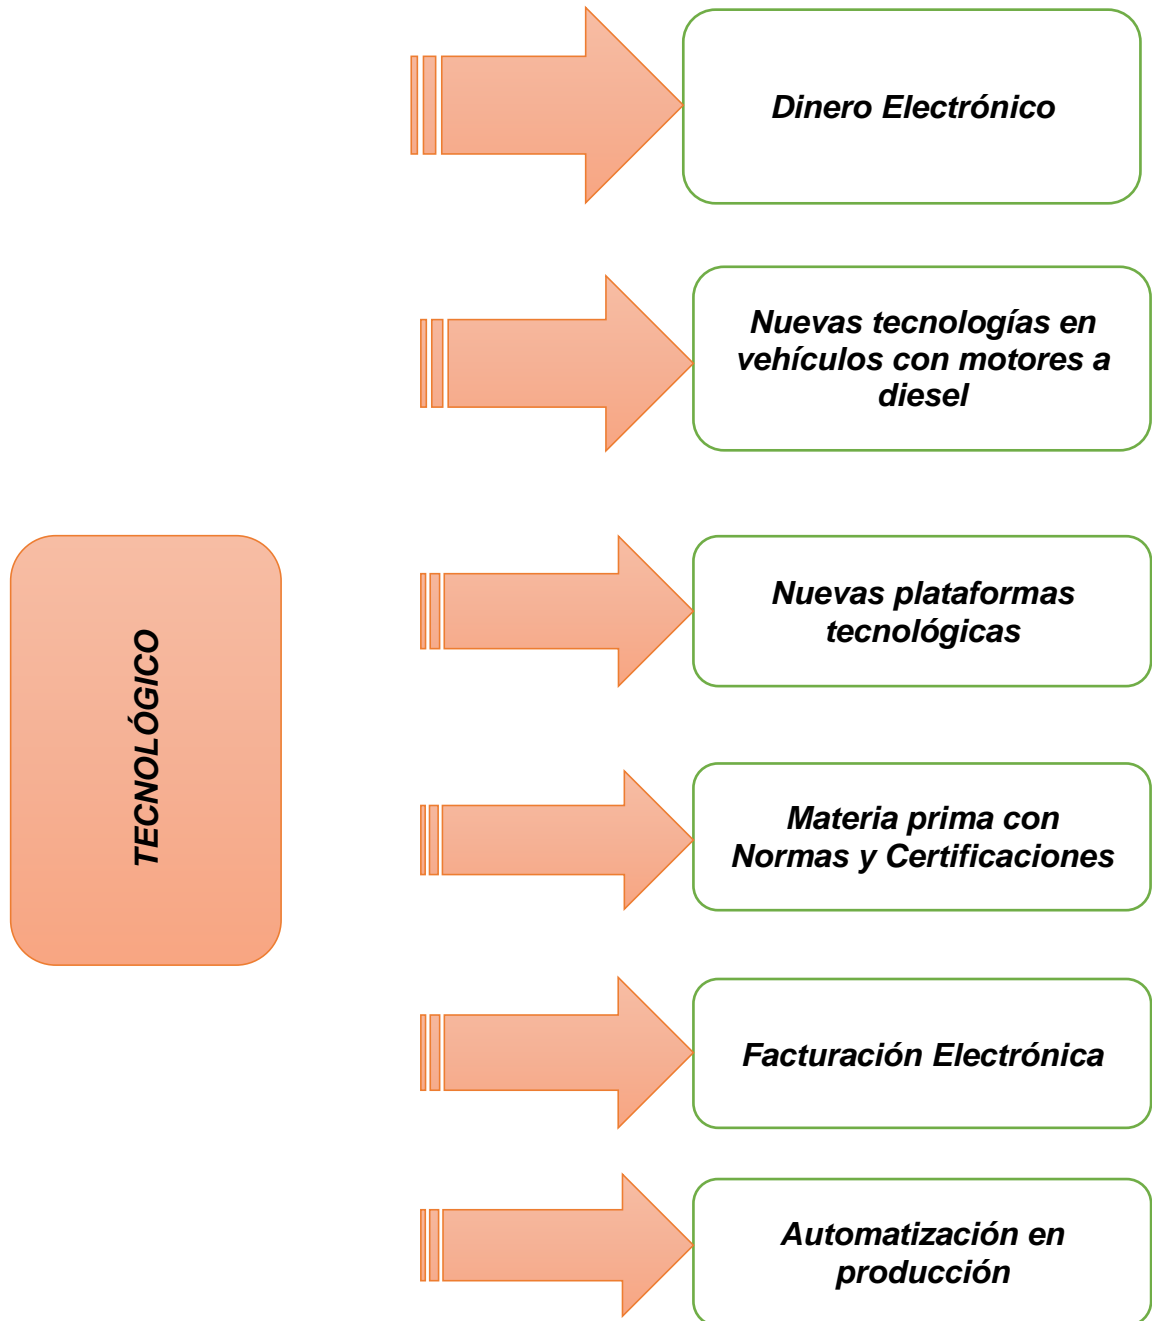 Dinero Electrónico
Nuevas tecnologías en
vehículos con motores a
diesel
TECNOLÓGICO
Nuevas plataformas
tecnológicas
Materia prima con
Normas y Certificaciones
Facturación Electrónica
Automatización en
producción